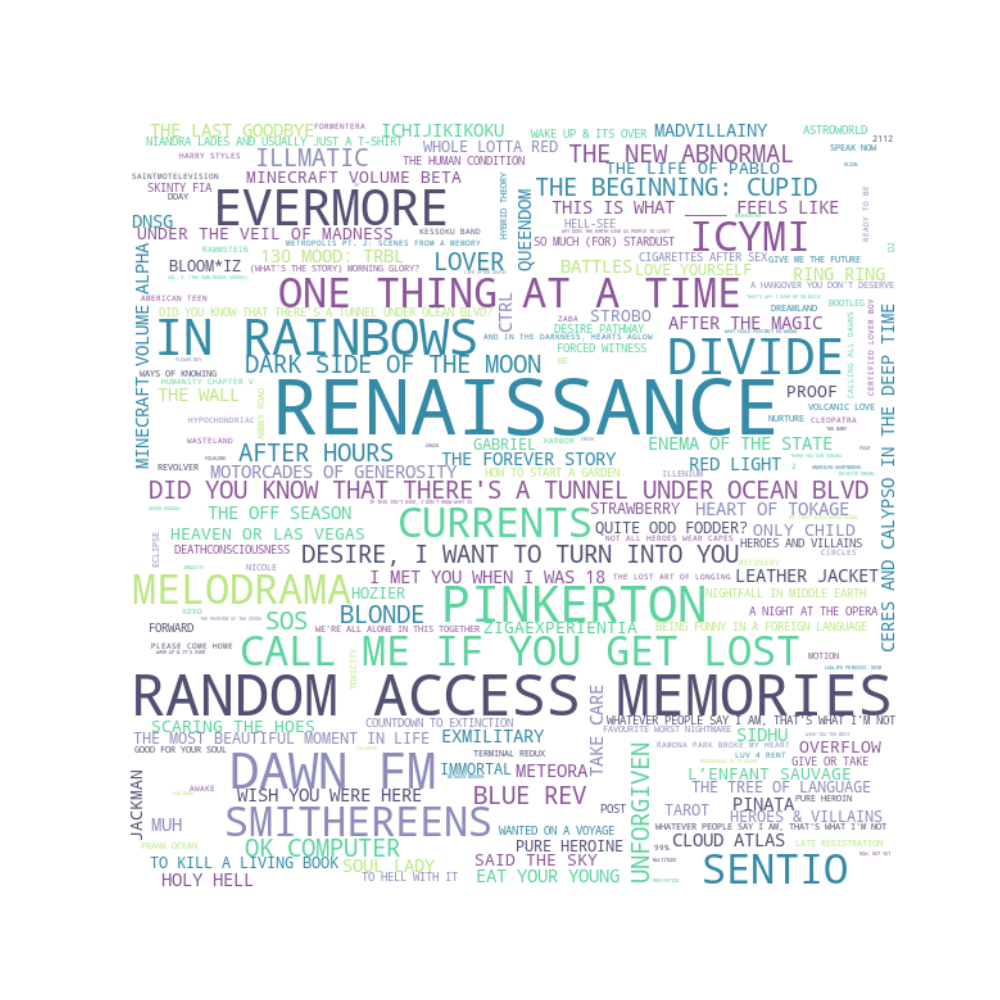 THE LAST GOODBYE
FORMENTERA
ICHIJIKIKOKU
WAKE UP & ITS OVER
MADVILLAINY
ASTROWORLD
2112
NIANDRA LADES AND USUALLY JUST A T-SHIRT
WHOLE LOTTA RED
THE NEW ABNORMAL
SPEAK NOW
HARRY STYLES
ILLMATIC
THE HUMAN CONDITION
THE LIFE OF PABLO
SAINTMOTELEVISION
MINECRAFT VOLUME BETA
THE BEGINNING: CUPID
SKINTY FIA
DDAY
EVERMORE
HYBRID THEORY
QUEENDOM
THIS IS WHAT ____ FEELS LIKE
READY TO BE
DNSG
UNDER THE VEIL OF MADNESS
KESSOKU BAND
HELL-SEE
ICYMI
METROPOLIS PT. 2: SCENES FROM A MEMORY
SO MUCH (FOR) STARDUST
RAMMSTEIN
130 MOOD: TRBL
LOVER
CIGARETTES AFTER SEX
GIVE ME THE FUTURE
D2
BLOOM*IZ
(WHAT'S THE STORY) MORNING GLORY?
BATTLES
LOVE YOURSELF
RING RING
MINECRAFT VOLUME ALPHA
ONE THING AT A TIME
A HANGOVER YOU DON'T DESERVE
AMERICAN TEEN
CTRL
BOOTLEG
DID YOU KNOW THAT THERE'S A TUNNEL UNDER OCEAN BLVD?
ZABA
STROBO
DREAMLAND
IN RAINBOWS
DESIRE PATHWAY
AFTER THE MAGIC
CALLING ALL DAWNS
CERTIFIED LOVER BOY
AND IN THE DARKNESS, HEARTS AGLOW
FORCED WITNESS
DIVIDE
DARK SIDE OF THE MOON
BE
WAYS OF KNOWING
HUMANITY CHAPTER V
THE WALL
RENAISSANCE
PROOF
CERES AND CALYPSO IN THE DEEP TIME
ABBEY ROAD
VOLCANIC LOVE
HYPOCHONDRIAC
NURTURE
CLEOPATRA
WASTELAND
GABRIEL
HARBOR
ENEMA OF THE STATE
AFTER HOURS
THE FOREVER STORY
REVOLVER
MOTORCADES OF GENEROSITY
HOW TO START A GARDEN
RED LIGHT
2
ILLENIUM
DID YOU KNOW THAT THERE'S A TUNNEL UNDER OCEAN BLVD
THE OFF SEASON
CURRENTS
STRAWBERRY
HEART OF TOKAGE
QUITE ODD FODDER?
ONLY CHILD
HEAVEN OR LAS VEGAS
NOT ALL HEROES WEAR CAPES
HEROES AND VILLAINS
ECLIPSE
DEATHCONSCIOUSNESS
DESIRE, I WANT TO TURN INTO YOU
CIRCLES
NICOLE
RECOVERY
I MET YOU WHEN I WAS 18
THE LOST ART OF LONGING
LEATHER JACKET
MELODRAMA
HOZIER
PINKERTON
NIGHTFALL IN MIDDLE EARTH
XOXO
SOS
BLONDE
A NIGHT AT THE OPERA
FORWARD
WE'RE ALL ALONE IN THIS TOGETHER
ZIGAEXPERIENTIA
BEING FUNNY IN A FOREIGN LANGUAGE
PLEASE COME HOME
WAKE UP & IT'S OVER
CALL ME IF YOU GET LOST
MOTION
TOXICITY
RANDOM ACCESS MEMORIES
SCARING THE HOES
COUNTDOWN TO EXTINCTION
TAKE CARE
WHATEVER PEOPLE SAY I AM, THAT'S WHAT I'M NOT
THE MOST BEAUTIFUL MOMENT IN LIFE
EXMILITARY
FAVOURITE WORST NIGHTMARE
SIDHU
GOOD FOR YOUR SOUL
TERMINAL REDUX
RAMONA PARK BROKE MY HEART
OVERFLOW
LUV 4 RENT
GIVE OR TAKE
DAWN FM
IMMORTAL
METEORA
UNFORGIVEN
L'ENFANT SAUVAGE
JACKMAN
AWAKE
WISH YOU WERE HERE
BLUE REV
THE TREE OF LANGUAGE
POST
TAROT
PINATA
PURE HEROIN
MUH
SMITHEREENS
HEROES & VILLAINS
WANTED ON A VOYAGE
WHATEVER PEOPLE SAY I AM, THAT'S WHAT I'M NOT
FRANK OCEAN
OK COMPUTER
PURE HEROINE
99%
CLOUD ATLAS
LATE REGISTRATION
TO KILL A LIVING BOOK
SOUL LADY
SAID THE SKY
SENTIO
HOLY HELL
TO HELL WITH IT
EAT YOUR YOUNG